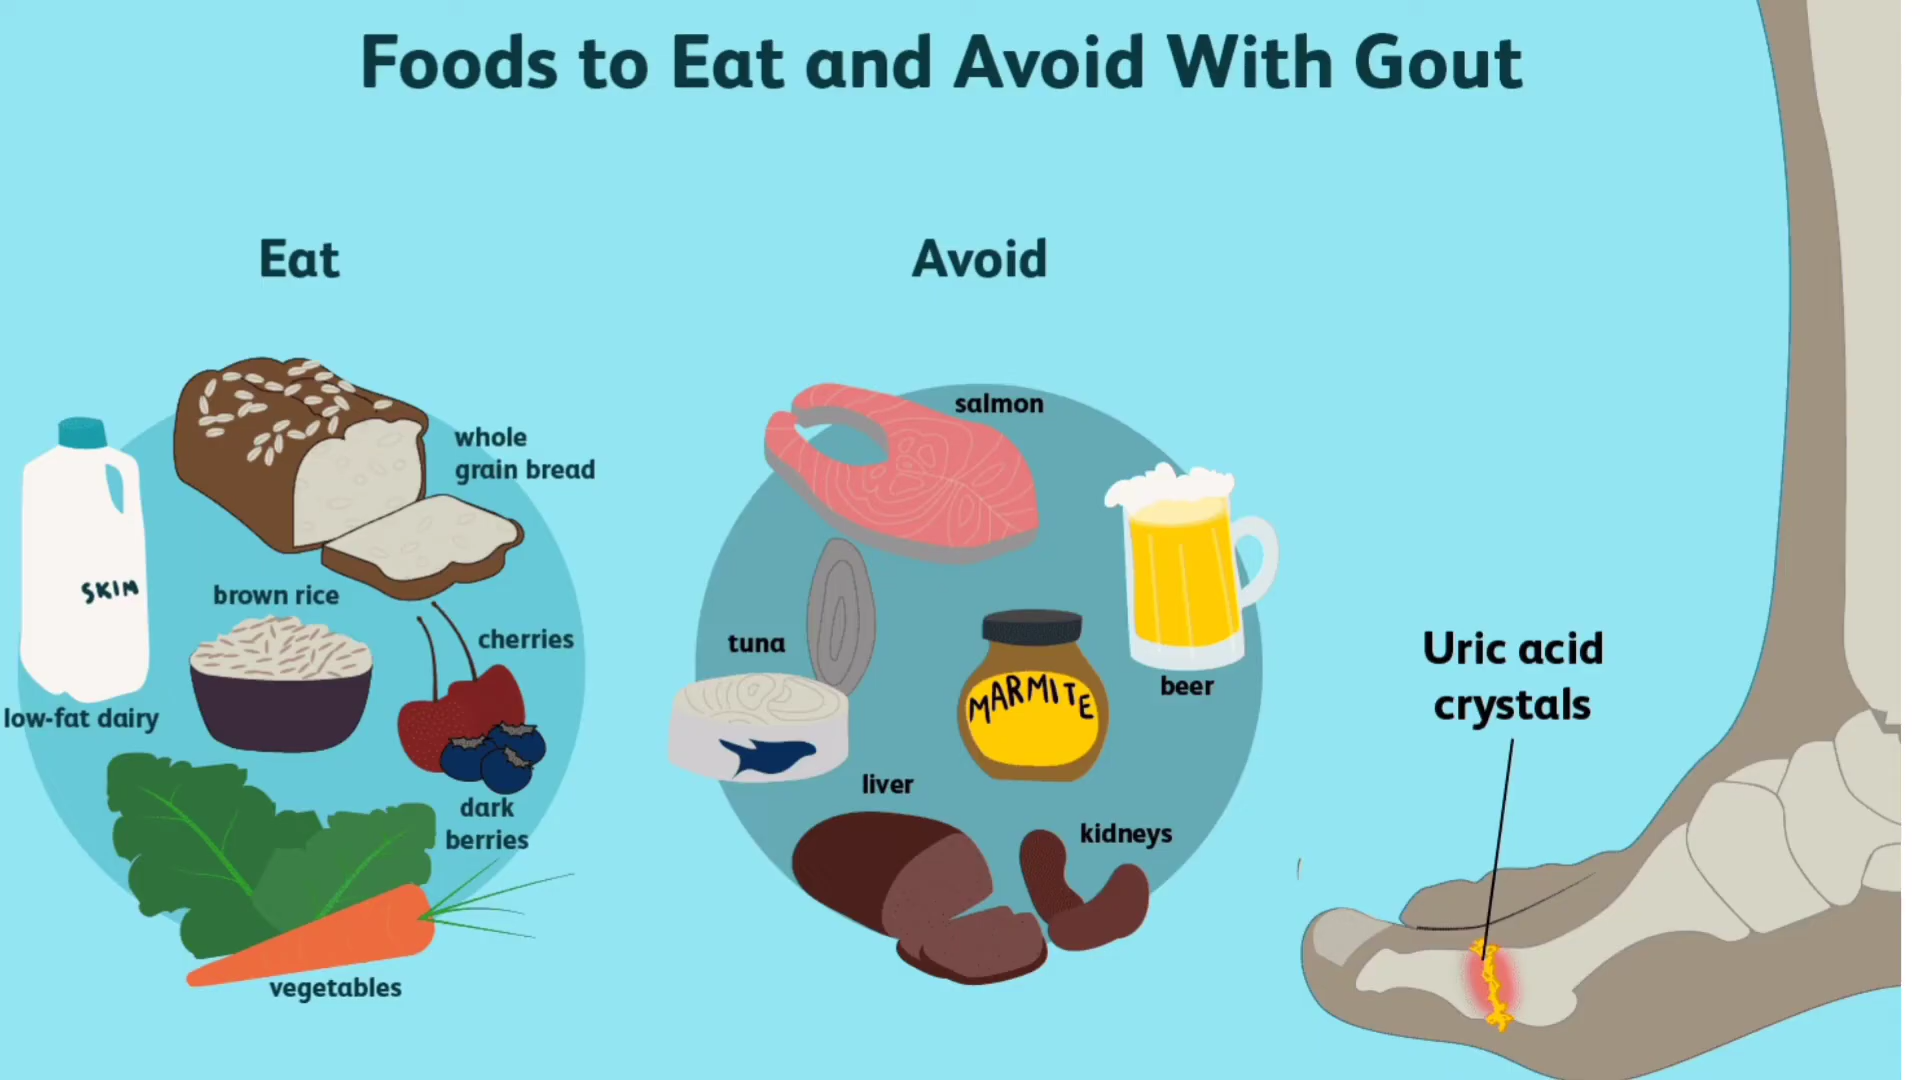 Foods to Eat and Avoid With Gout
Eat
whole
grain bread
SKIM
brown rice
cherries
low-fat dairy
dark
berries
vegetables
Avoid
salmon
tuna
MARMITE
beer
liver
kidneys
Uric acid
crystals